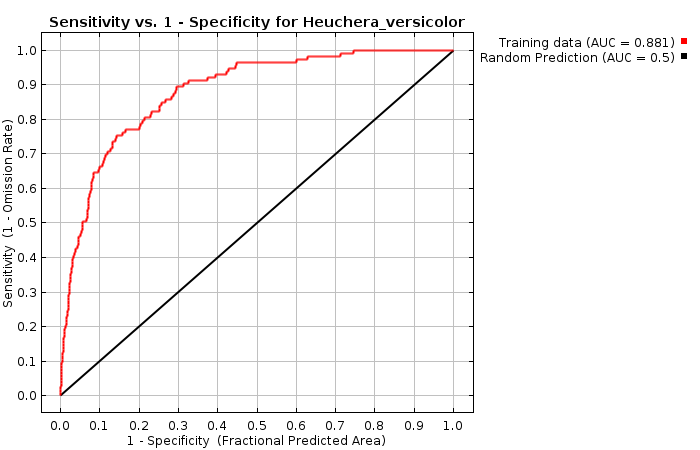 Sensitivity vs. 1 - Specificity for Heuchera_versicolor
Training data (AUC = 0.881)
Random Prediction (AUC = 0.5)
Sensitivity (1 - Omission Rate)
1.0
0.9
0.8
0.7
0.6
0.5
0.4
0.3
0.2
0.1
0.0
0.0 0.1 0.2 0.3 0.4 0.5 0.6 0.7 0.8 0.9 1.0
1 - Specificity (Fractional Predicted Area)